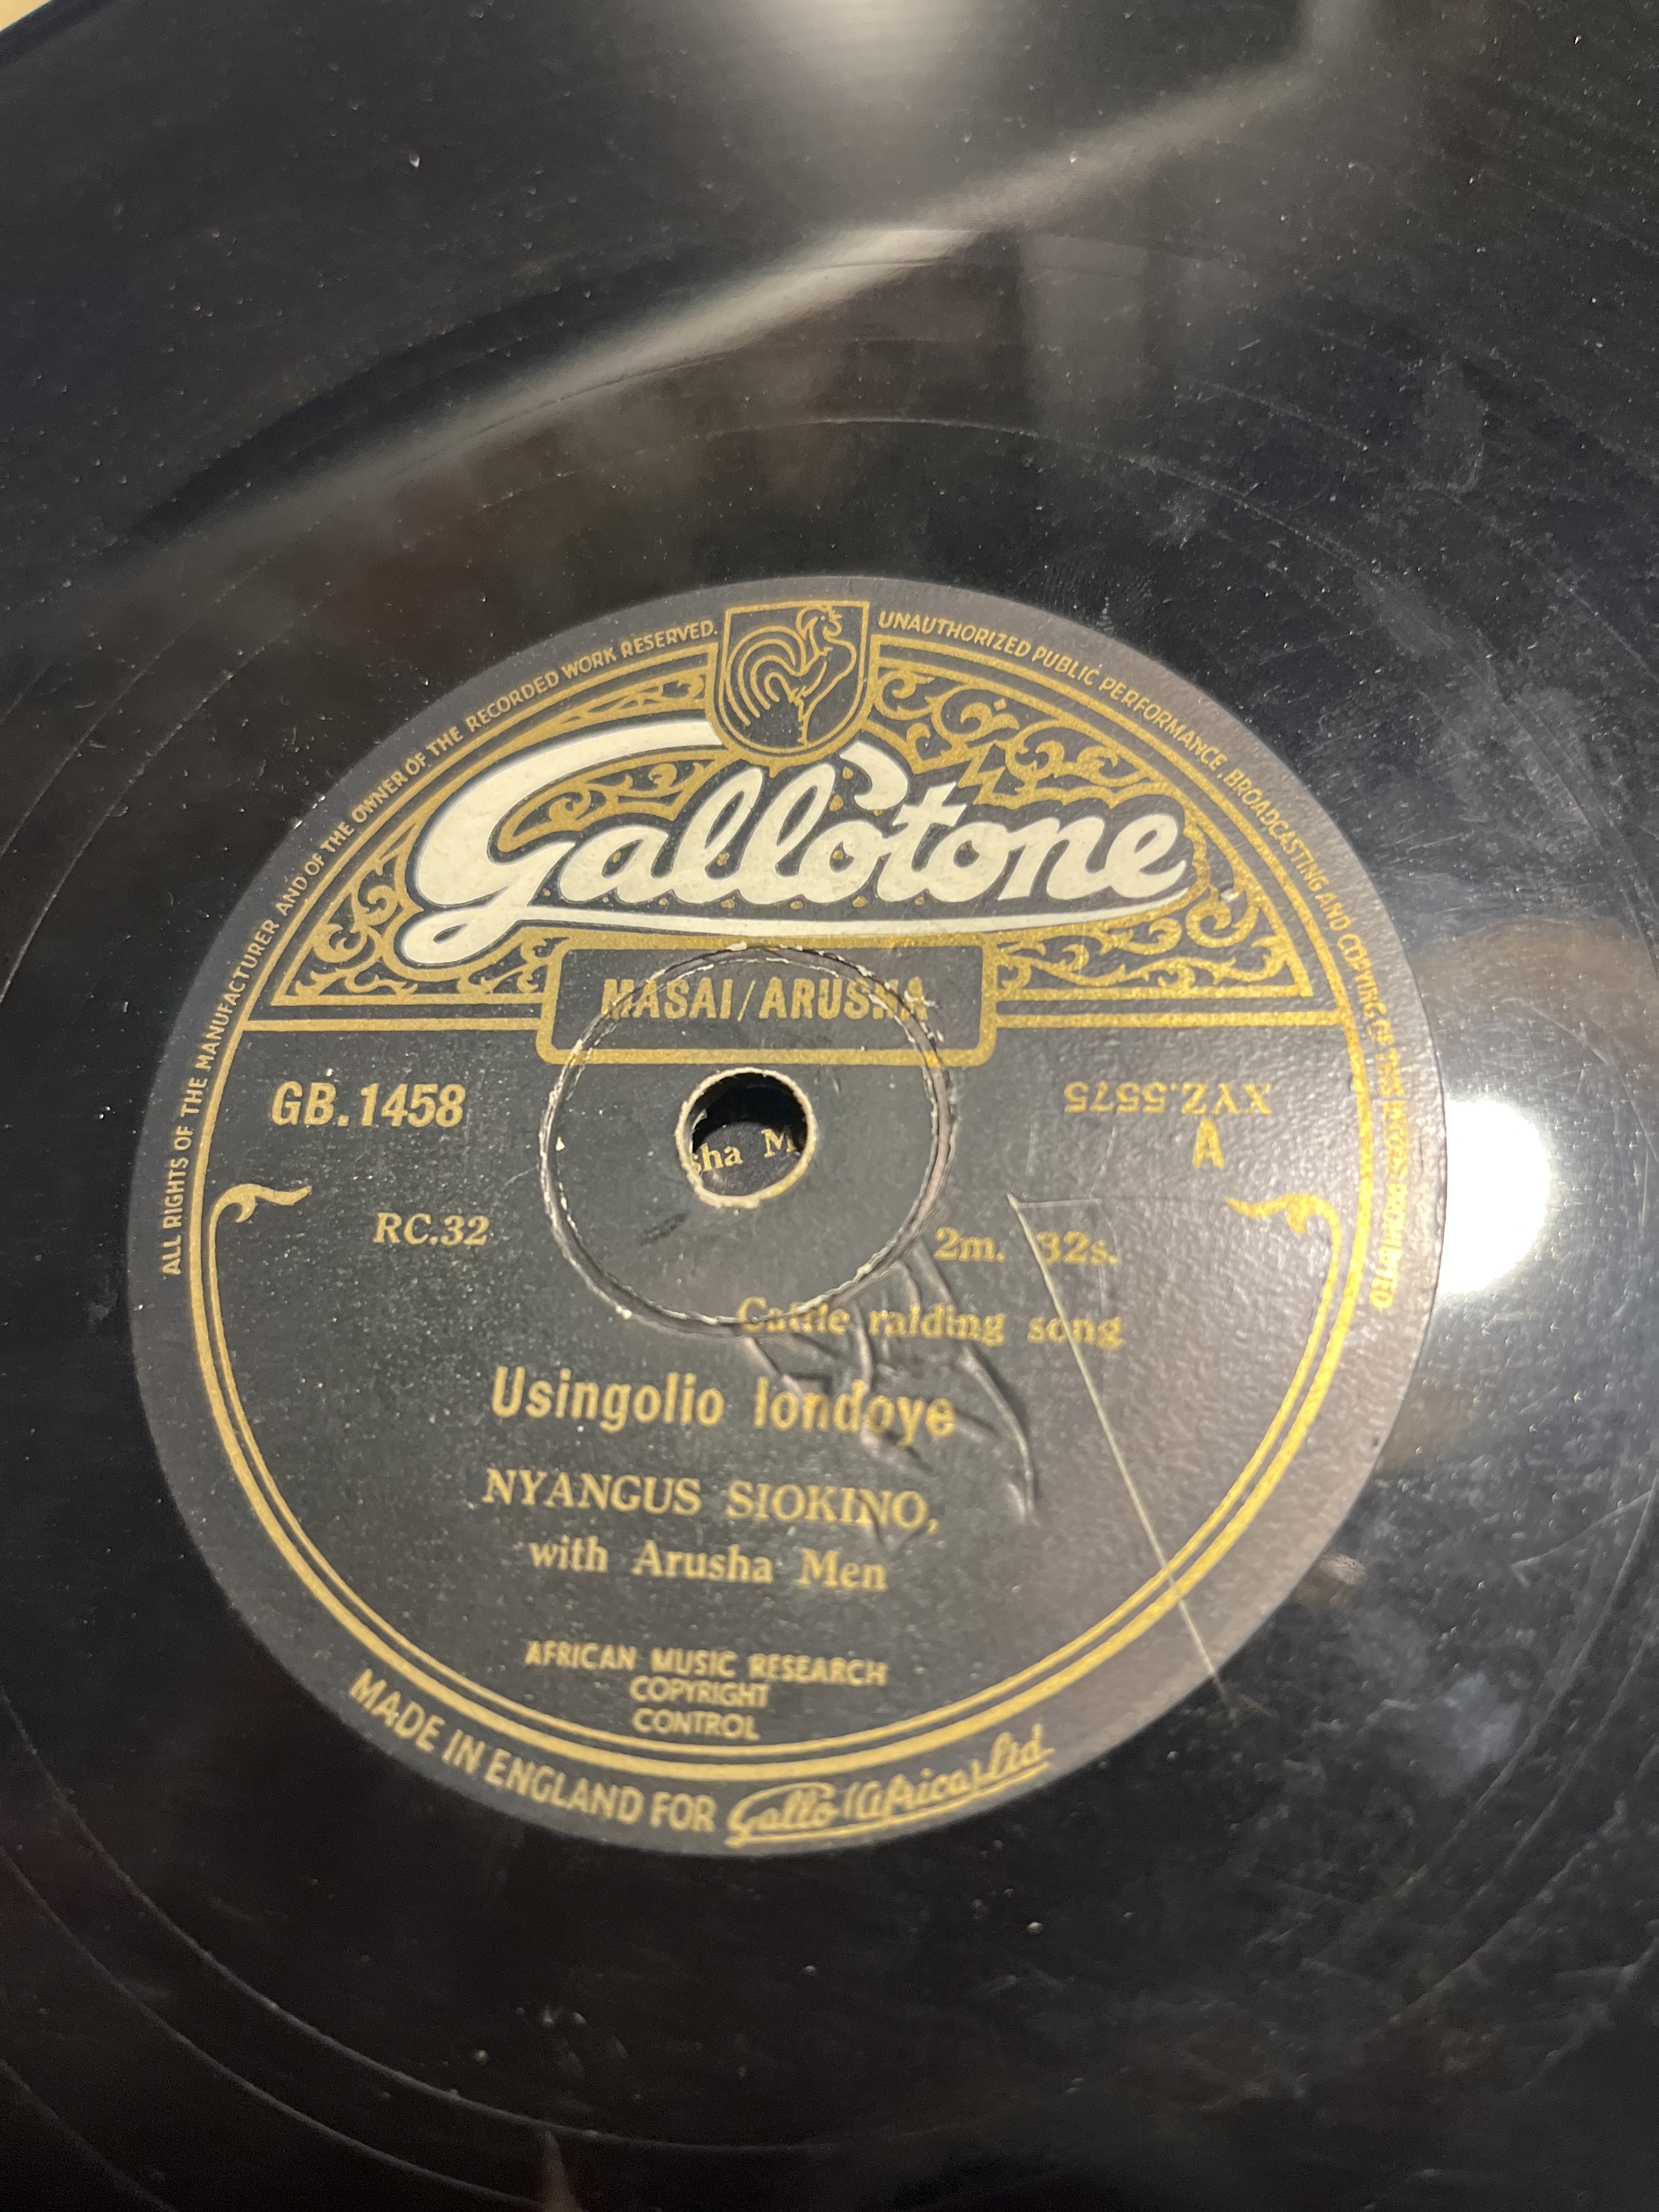 ALL RIGHTS OF THE MANUFACTURER AND OF THE OWNER OF THE RECORDED WORK RESERVED.
UNAUTHORIZED PUBLIC PERFORMANCE, BROADCASTING AND COPYING OF THIS RECORD PROHIBITED
Gallotone
MASAI/ARUSHA
GB.1458
XYZ.5575
A
sha M
RC.32
2m. 32s.
Cattle raiding song
Usingolio londoye
NYANGUS SIOKINO,
with Arusha Men
AFRICAN MUSIC RESEARCH
COPYRIGHT
CONTROL
MADE IN ENGLAND FOR Gallo (Africa) Ltd